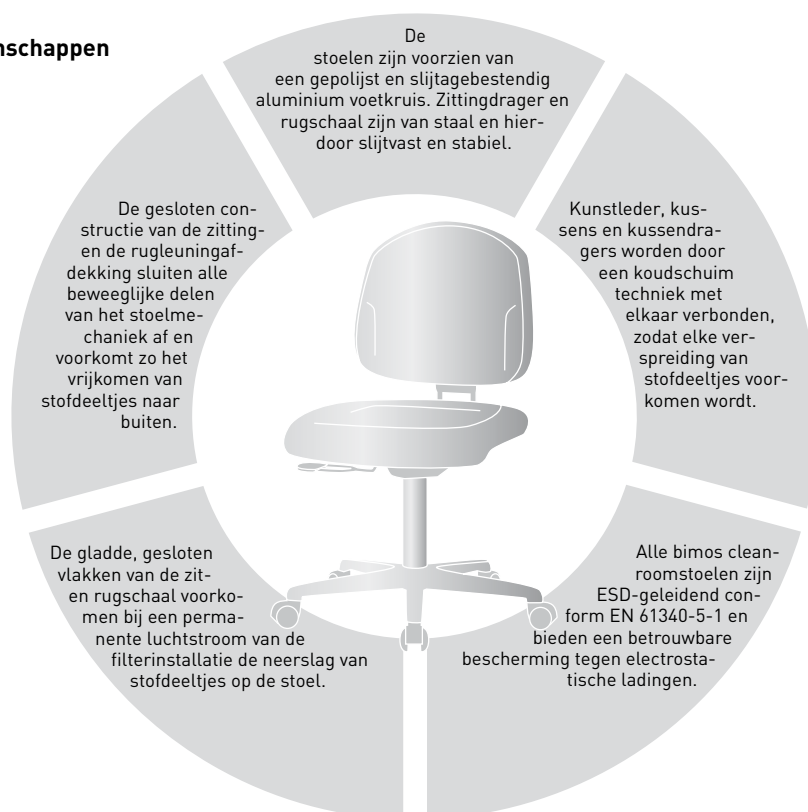 nschappen
De
stoelen zijn voorzien van
een gepolijst en slijtagebestendig
aluminium voetkruis. Zittingdrager en
rugschaal zijn van staal en hier-
door slijtvast en stabiel.
De gesloten con-
structie van de zitting-
en de rugleuningaf-
dekking sluiten alle
beweeglijke delen
van het stoelme-
chaniek af en
voorkomt zo het
vrijkomen van
stofdeeltjes naar
buiten.
Kunstleder, kus-
sens en kussendra-
gers worden door
een koudschuim
techniek met
elkaar verbonden,
zodat elke ver-
spreiding van
stofdeeltjes voor-
komen wordt.
De gladde, gesloten
vlakken van de zit-
en rugschaal voorko-
men bij een perma-
nente luchtstroom van de
filterinstallatie de neerslag van
stofdeeltjes op de stoel.
Alle bimos clean-
roomstoelen zijn
ESD-geleidend con-
form EN 61340-5-1 en
bieden een betrouwbare
bescherming tegen electrosta-
tische ladingen.